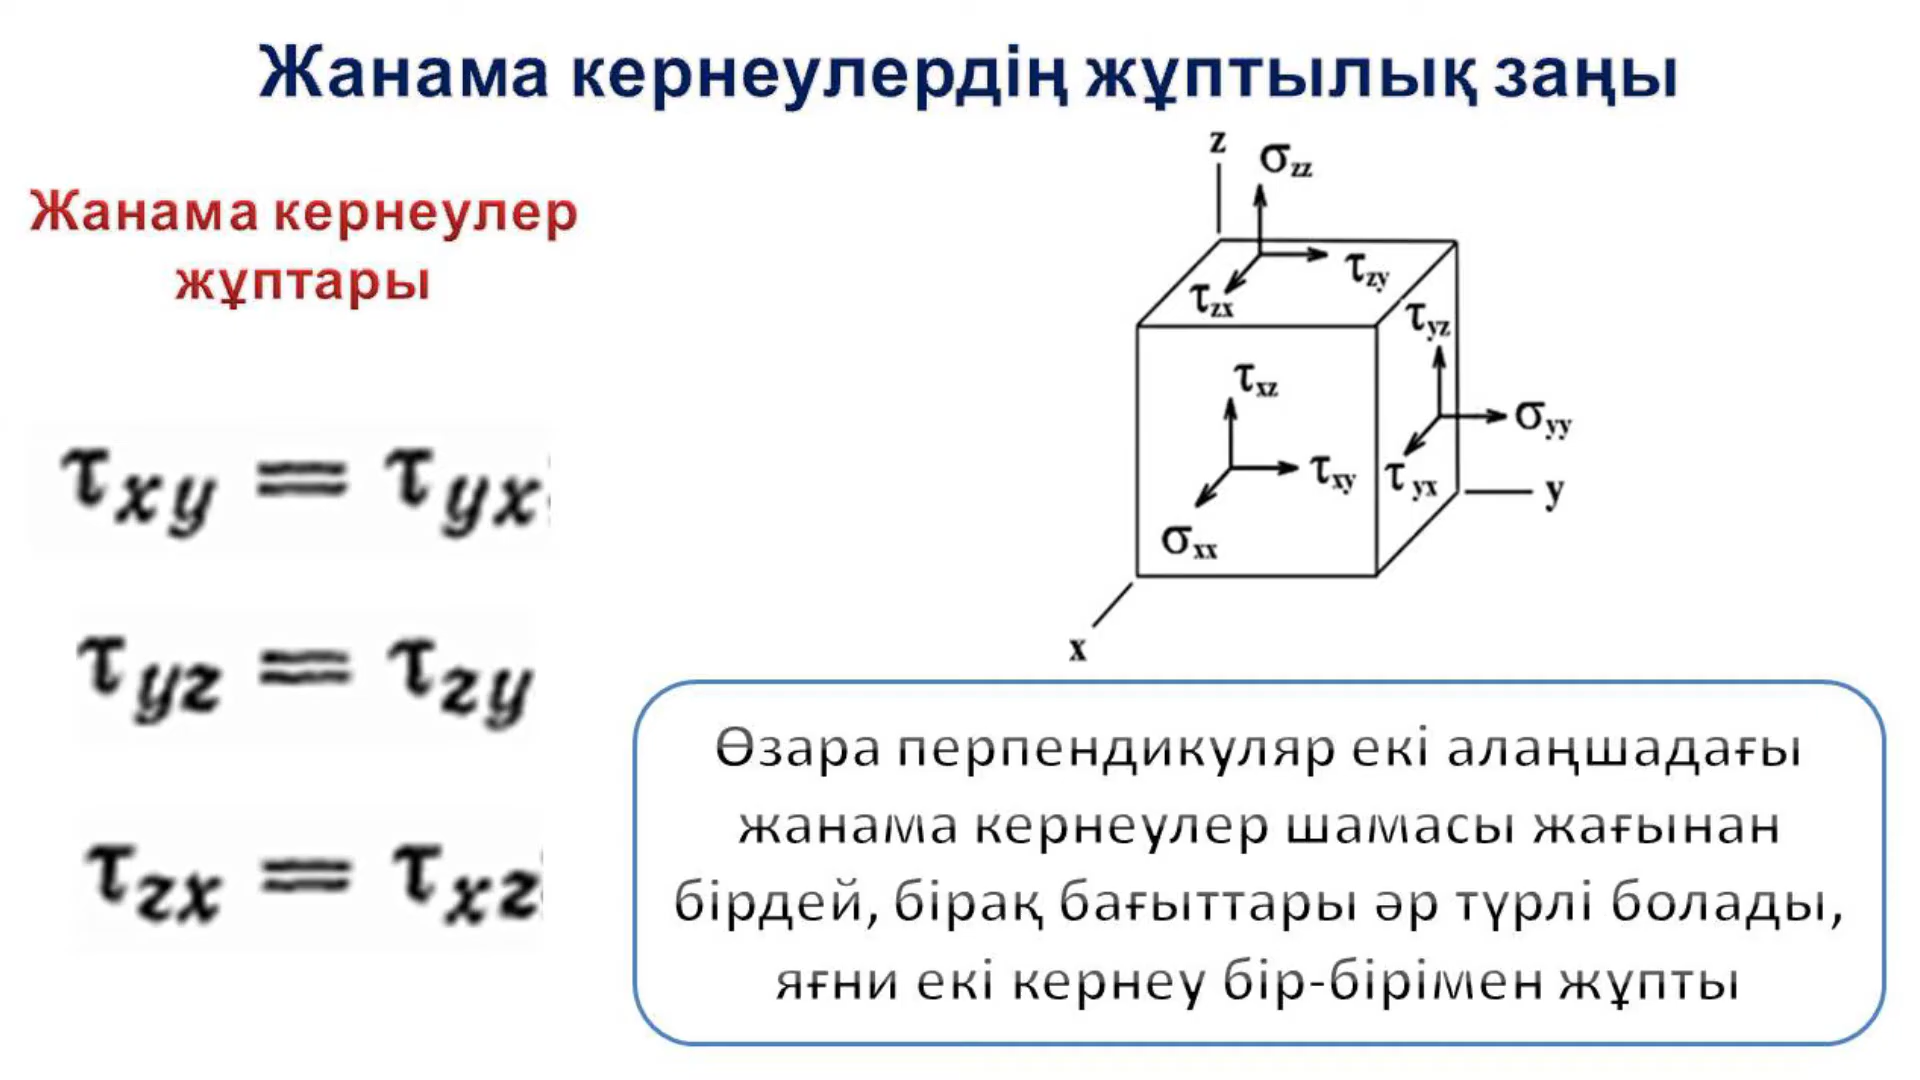 Жанама кернеулердің жұптылық заңы
Жанама кернеулер
жұптары
τxy = τyx
τyz = τzy
τzx = τxz
z
σzz
τzy
τzx
τyz
τxz
σyy
τxy
τyx
y
σxx
x
Өзара перпендикуляр екі алаңшадағы
жанама кернеулер шамасы жағынан
бірдей, бірақ бағыттары әр түрлі болады,
яғни екі кернеу бір-бірімен жұпты